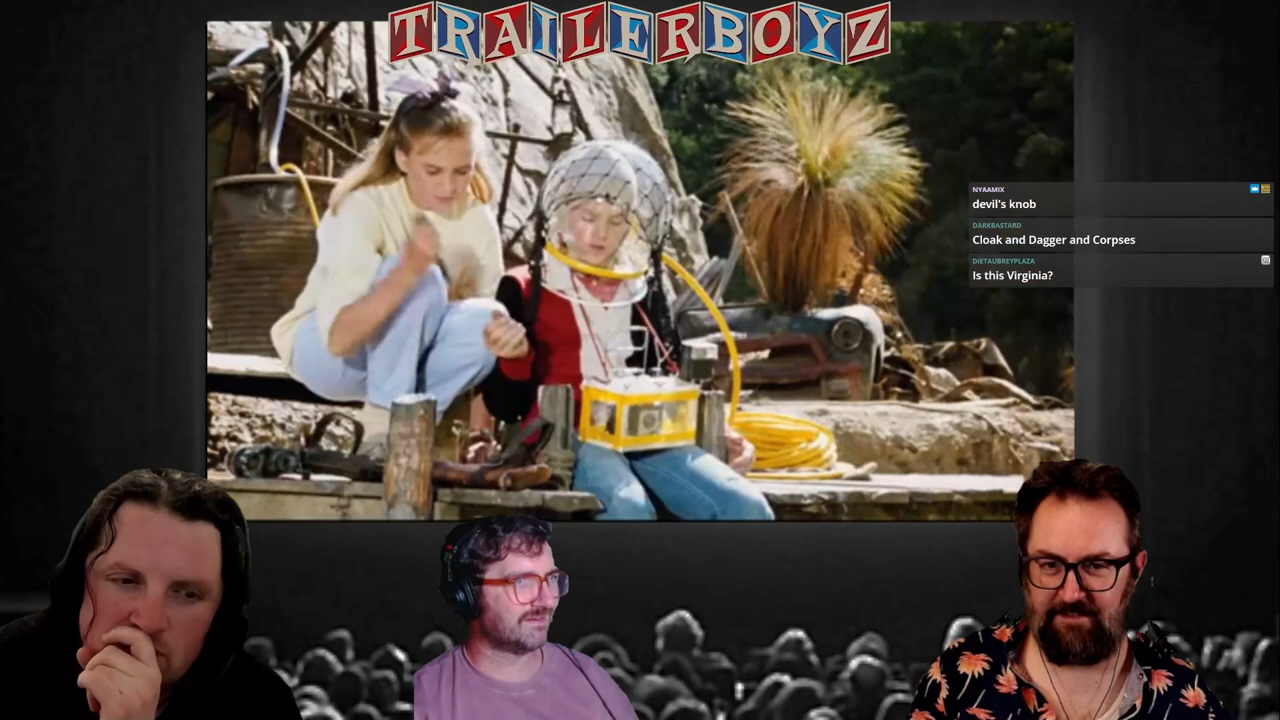 TRAILERBOYZ
NYAAMIX
devil's knob
DARKBASTARD
Cloak and Dagger and Corpses
DIETAUBREYPLAZA
Is this Virginia?